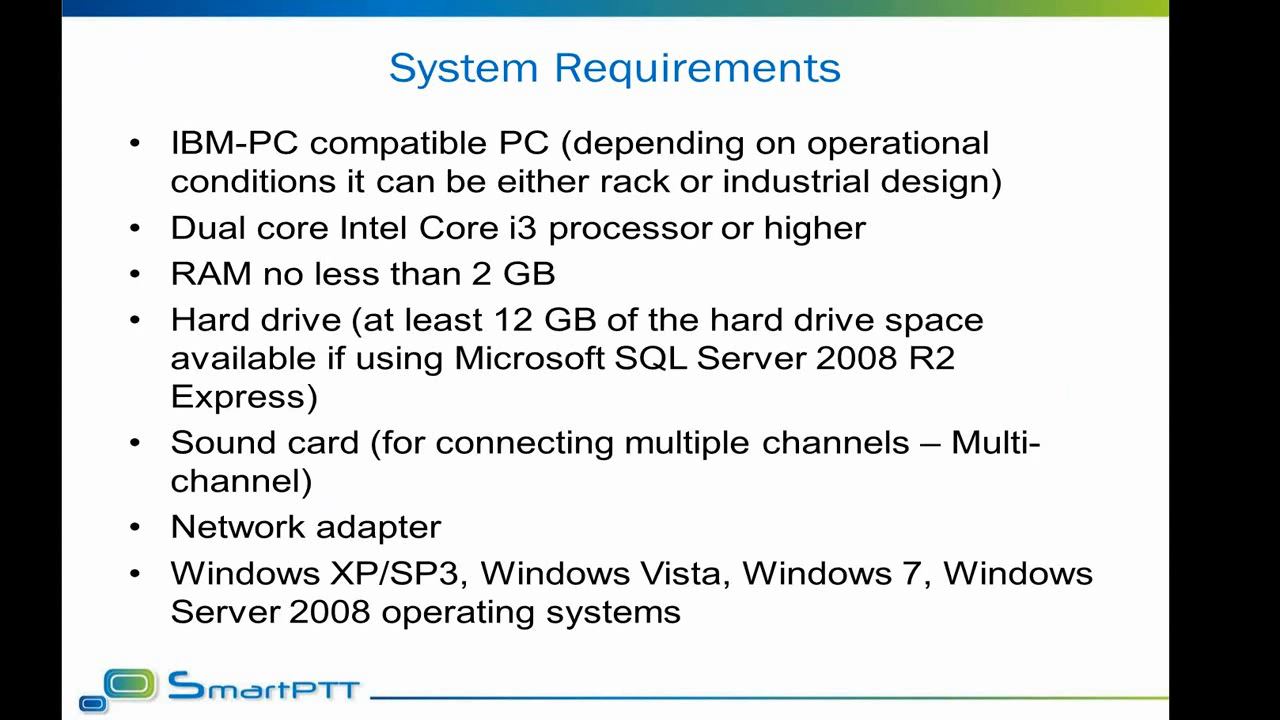 System Requirements
• IBM-PC compatible PC (depending on operational
conditions it can be either rack or industrial design)
• Dual core Intel Core i3 processor or higher
• RAM no less than 2 GB
• Hard drive (at least 12 GB of the hard drive space
available if using Microsoft SQL Server 2008 R2
Express)
• Sound card (for connecting multiple channels – Multi-
channel)
• Network adapter
• Windows XP/SP3, Windows Vista, Windows 7, Windows
Server 2008 operating systems
SmartPTT